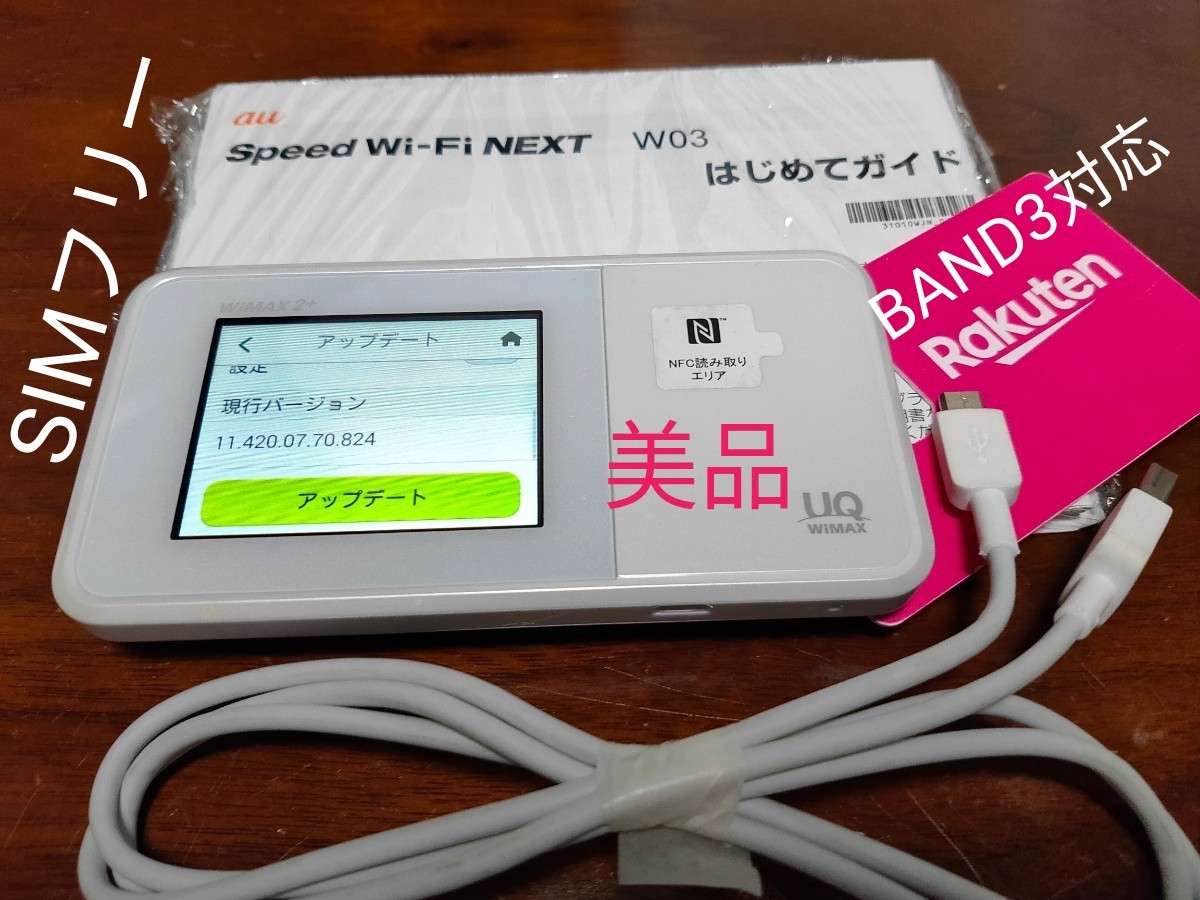 SIMフリー
au
Speed Wi-Fi NEXT W03
はじめてガイド
BAND3対応
Rakuten
WiMAX 2+
アップデート
設定
現行バージョン
11.420.07.70.824
アップデート
N
NFC読み取り
エリア
美品
UQ
WiMAX